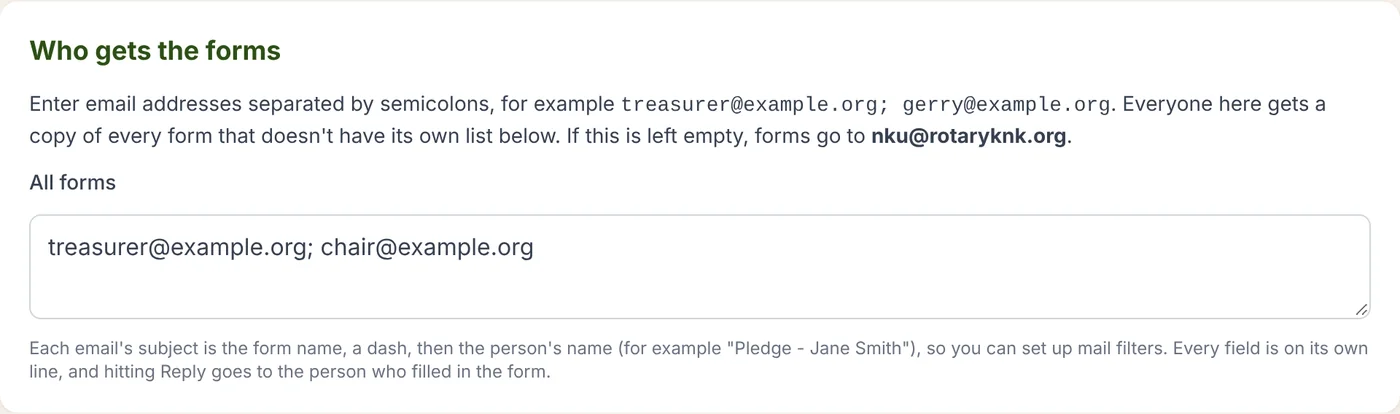 Who gets the forms
Enter email addresses separated by semicolons, for example treasurer@example.org; gerry@example.org. Everyone here gets a
copy of every form that doesn't have its own list below. If this is left empty, forms go to nku@rotaryknk.org.
All forms
treasurer@example.org; chair@example.org
Each email's subject is the form name, a dash, then the person's name (for example "Pledge - Jane Smith"), so you can set up mail filters. Every field is on its own
line, and hitting Reply goes to the person who filled in the form.